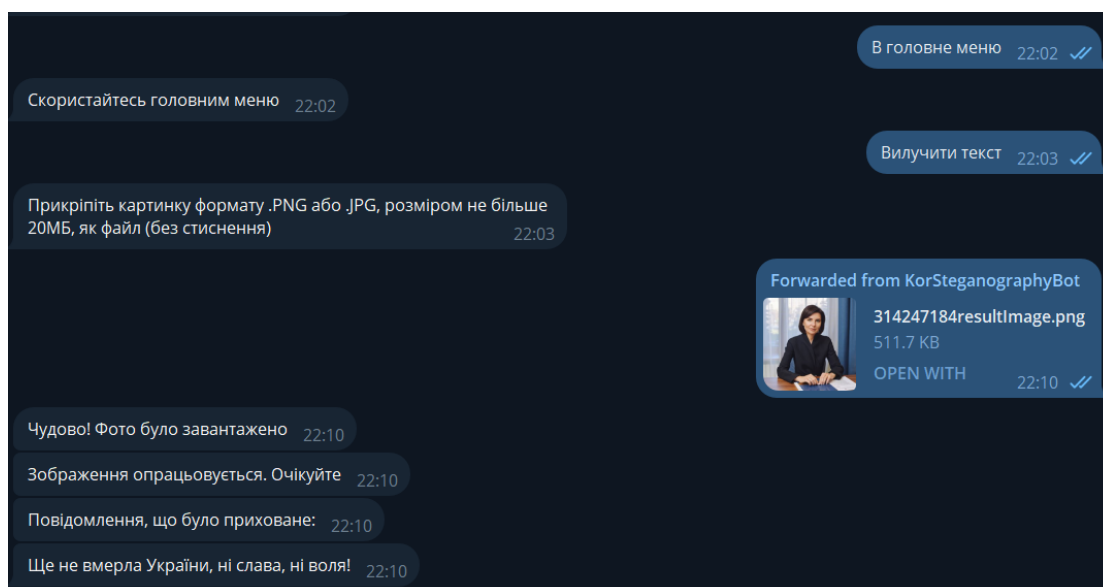 В головне меню 22:02
Скористайтесь головним меню 22:02
Вилучити текст 22:03
Прикріпіть картинку формату .PNG або .JPG, розміром не більше
20МБ, як файл (без стиснення) 22:03
Forwarded from KorSteganographyBot
314247184resultImage.png
511.7 KB
OPEN WITH 22:10
Чудово! Фото було завантажено 22:10
Зображення опрацьовується. Очікуйте 22:10
Повідомлення, що було приховане: 22:10
Ще не вмерла України, ні слава, ні воля! 22:10